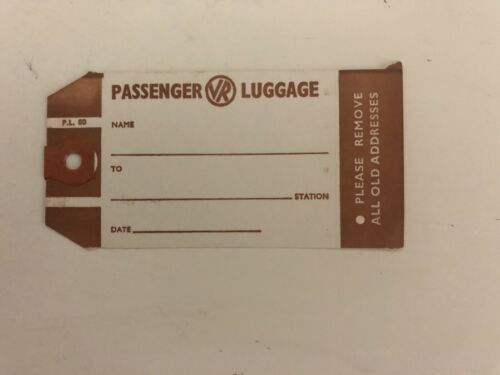 PASSENGER VR LUGGAGE
P.L. 80
NAME
TO
STATION
DATE
PLEASE REMOVE
ALL OLD ADDRESSES